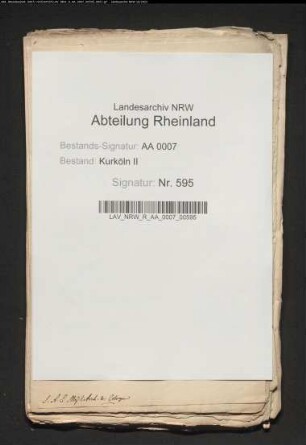 Landesarchiv NRW
Abteilung Rheinland
Bestands-Signatur: AA 0007
Bestand: Kurköln II
Signatur: Nr. 595
LAV_NRW_R_AA_0007_00595